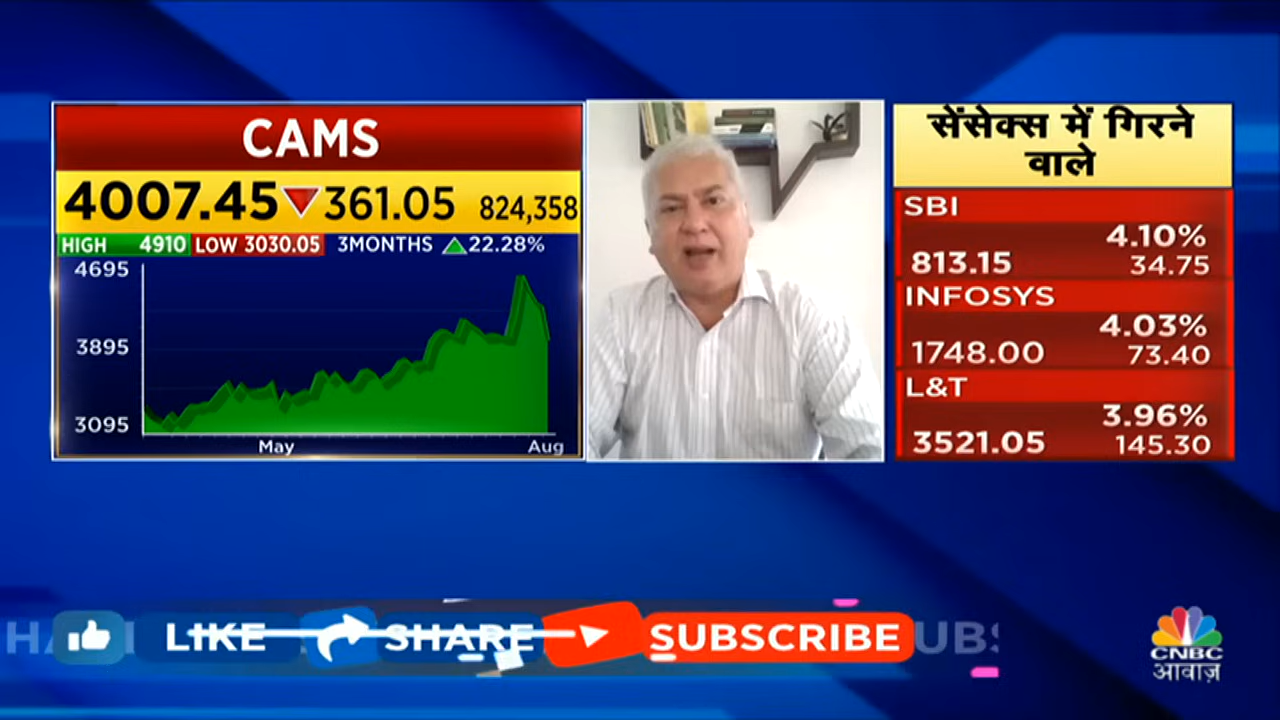 CAMS
4007.45 361.05 824,358
HIGH 4910 LOW 3030.05 3MONTHS 22.28%
4695
3895
3095
May Aug
सेंसेक्स में गिरने
वाले
SBI
4.10%
813.15 34.75
INFOSYS
4.03%
1748.00 73.40
L&T
3.96%
3521.05 145.30
LIKE SHARE SUBSCRIBE
CNBC
आवाज़